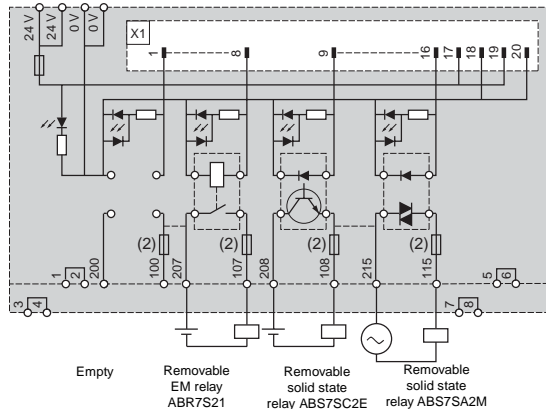 24 V 24 V 0 V 0 V
X1 1 8 9 16 17 18 19 20
(2) (2) (2) (2)
1 2 200 100 207 107 208 108 215 115 5 6
3 4 7 8
Empty
Removable
EM relay
ABR7S21
Removable
solid state
relay ABS7SC2E
Removable
solid state
relay ABS7SA2M